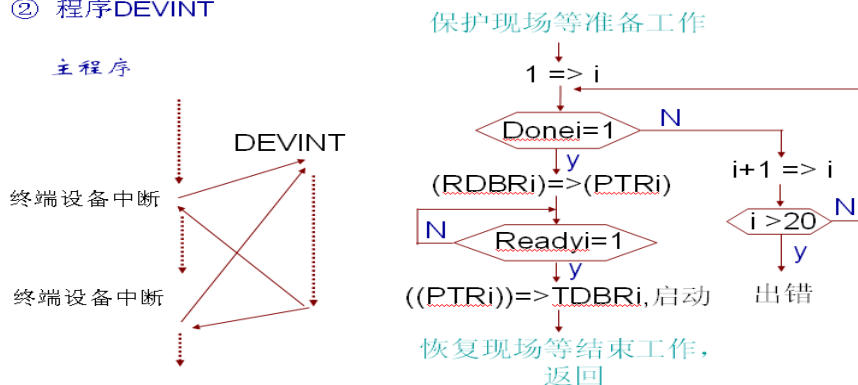 ② 程序DEVINT
主程序
DEVINT
终端设备中断
终端设备中断
保护现场等准备工作
1 => i
Donei=1
N
y
(RDBRi)=>(PTRi)
i+1 => i
N
Readyi=1
i >20
N
y
y
((PTRi))=>TDBRi,启动
出错
恢复现场等结束工作,
返回